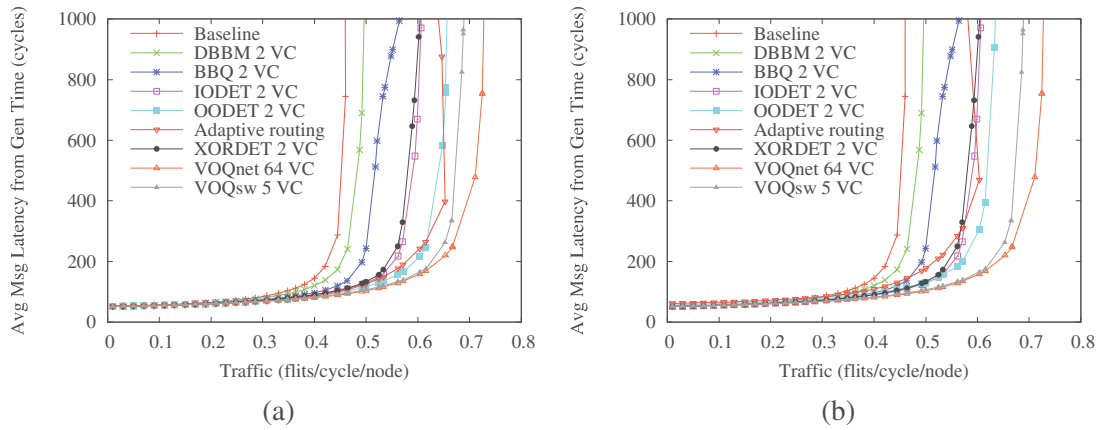 Avg Msg Latency from Gen Time (cycles)
1000
800
600
400
200
0
Baseline
DBBM 2 VC
BBQ 2 VC
IODET 2 VC
OODET 2 VC
Adaptive routing
XORDET 2 VC
VOQnet 64 VC
VOQsw 5 VC
0 0.1 0.2 0.3 0.4 0.5 0.6 0.7 0.8
Traffic (flits/cycle/node)
(a)
Avg Msg Latency from Gen Time (cycles)
1000
800
600
400
200
0
Baseline
DBBM 2 VC
BBQ 2 VC
IODET 2 VC
OODET 2 VC
Adaptive routing
XORDET 2 VC
VOQnet 64 VC
VOQsw 5 VC
0 0.1 0.2 0.3 0.4 0.5 0.6 0.7 0.8
Traffic (flits/cycle/node)
(b)